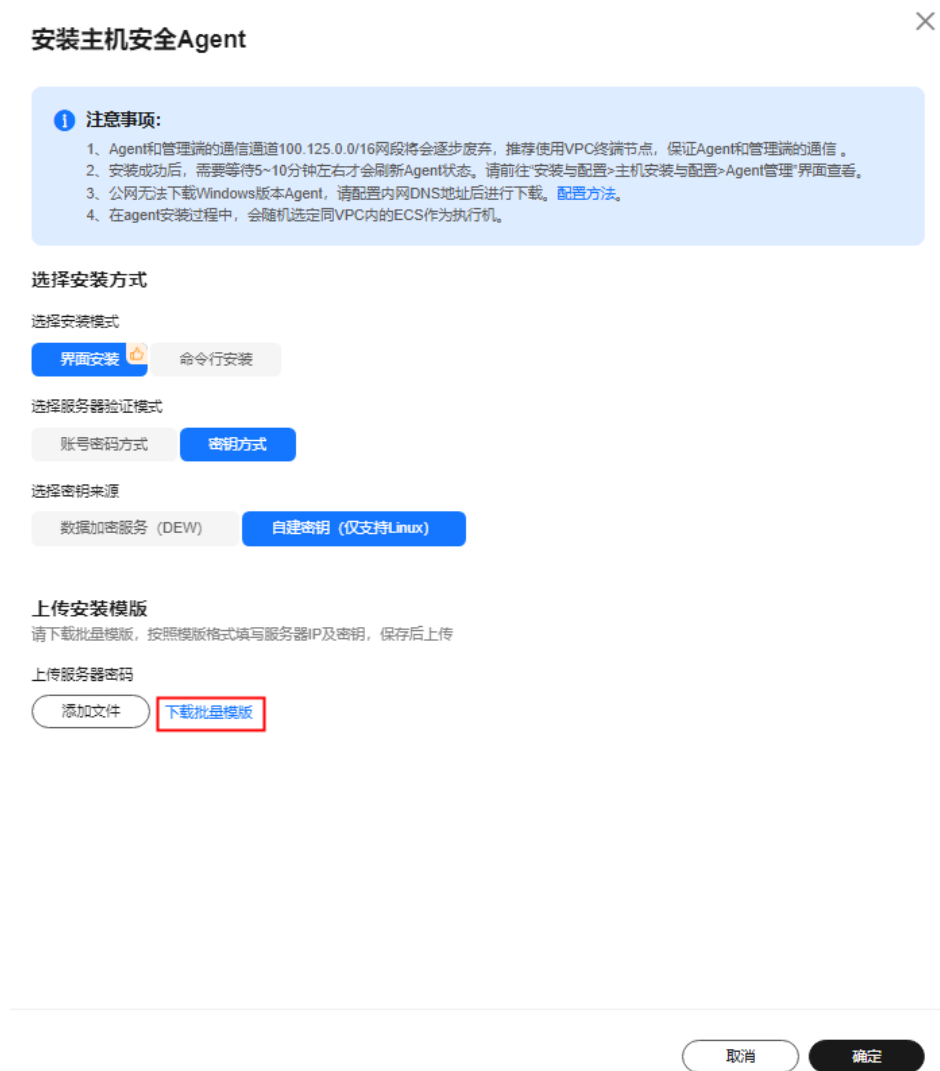 安装主机安全Agent
注意事项:
1、Agent和管理端的通信通道100.125.0.0/16网段将会逐步废弃，推荐使用VPC终端节点，保证Agent和管理端的通信 。
2、安装成功后，需要等待5~10分钟左右才会刷新Agent状态。请前往“安装与配置>主机安装与配置>Agent管理”界面查看。
3、公网无法下载Windows版本Agent，请配置内网DNS地址后进行下载。配置方法。
4、在agent安装过程中，会随机选定同VPC内的ECS作为执行机。
选择安装方式
选择安装模式
界面安装 命令行安装
选择服务器验证模式
账号密码方式 密钥方式
选择密钥来源
数据加密服务（DEW） 自建密钥（仅支持Linux）
上传安装模版
请下载批量模版，按照模版格式填写服务器IP及密钥，保存后上传
上传服务器密码
添加文件 下载批量模版
取消 确定